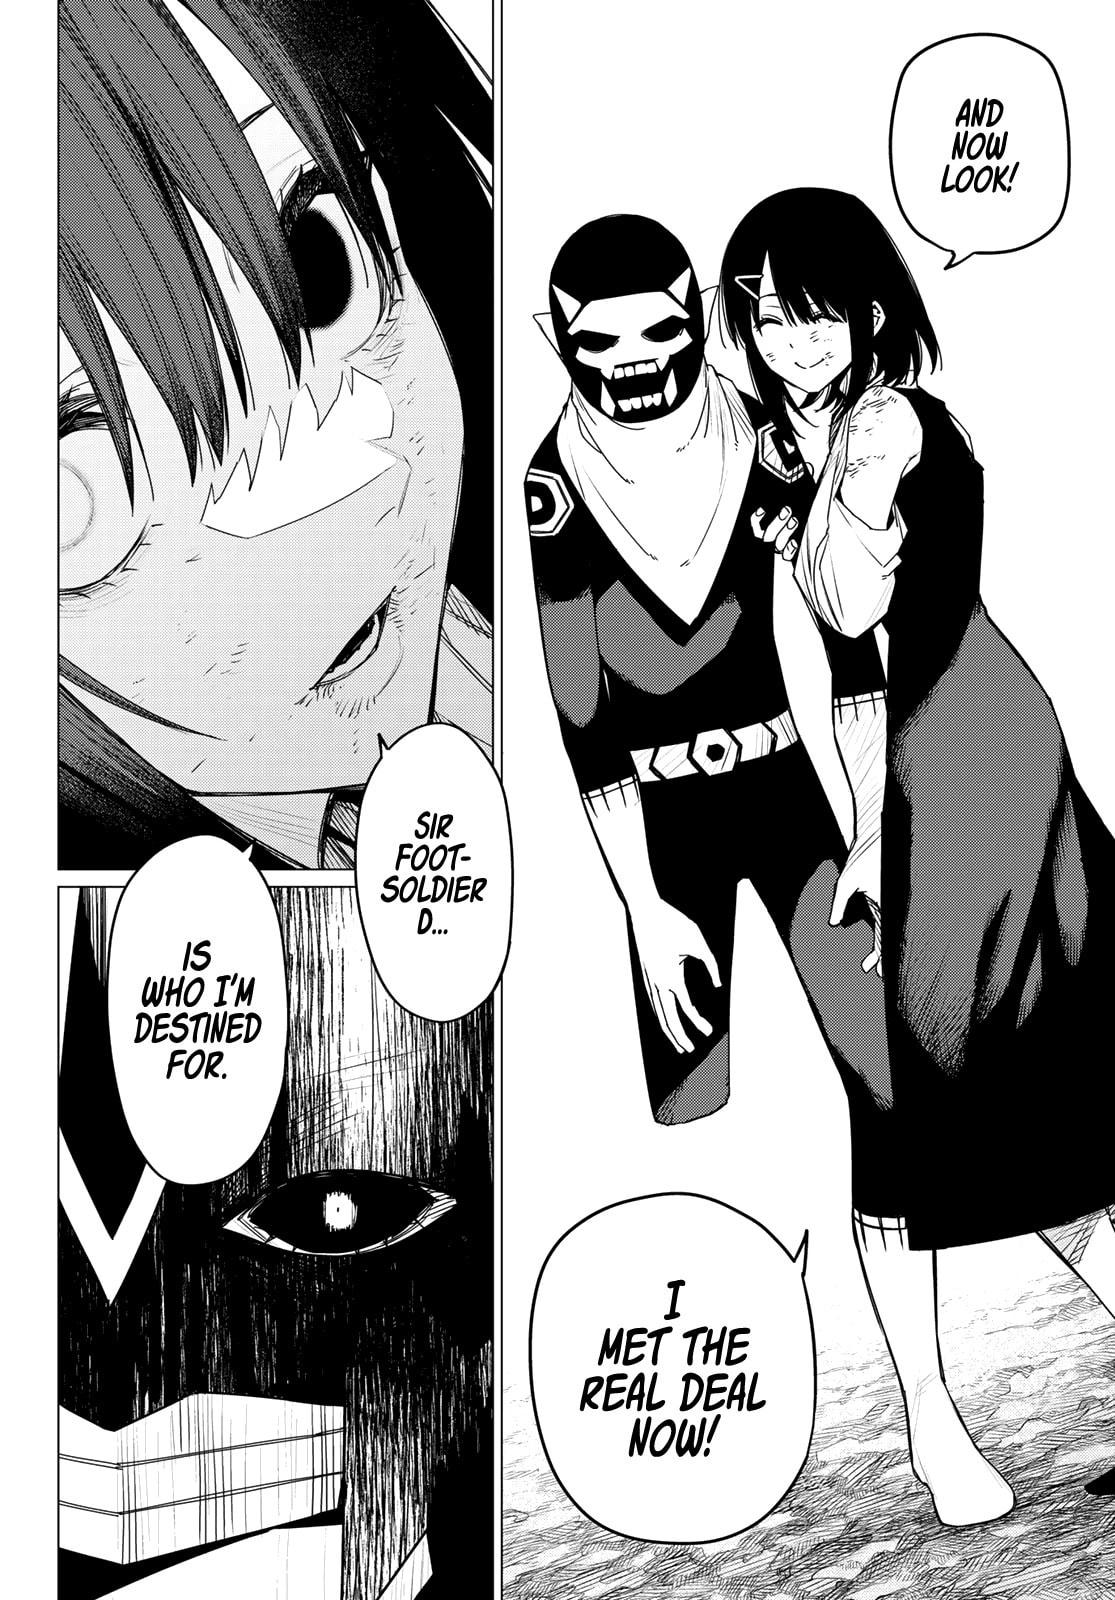 AND
NOW
LOOK!
D
I
MET THE
REAL DEAL
NOW!
SIR
FOOT-
SOLDIER
D...
IS
WHO I'M
DESTINED
FOR.